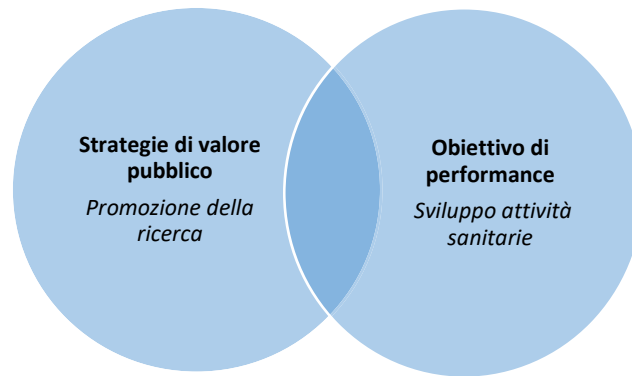 Strategie di valore
pubblico
Promozione della
ricerca
Obiettivo di
performance
Sviluppo attività
sanitarie